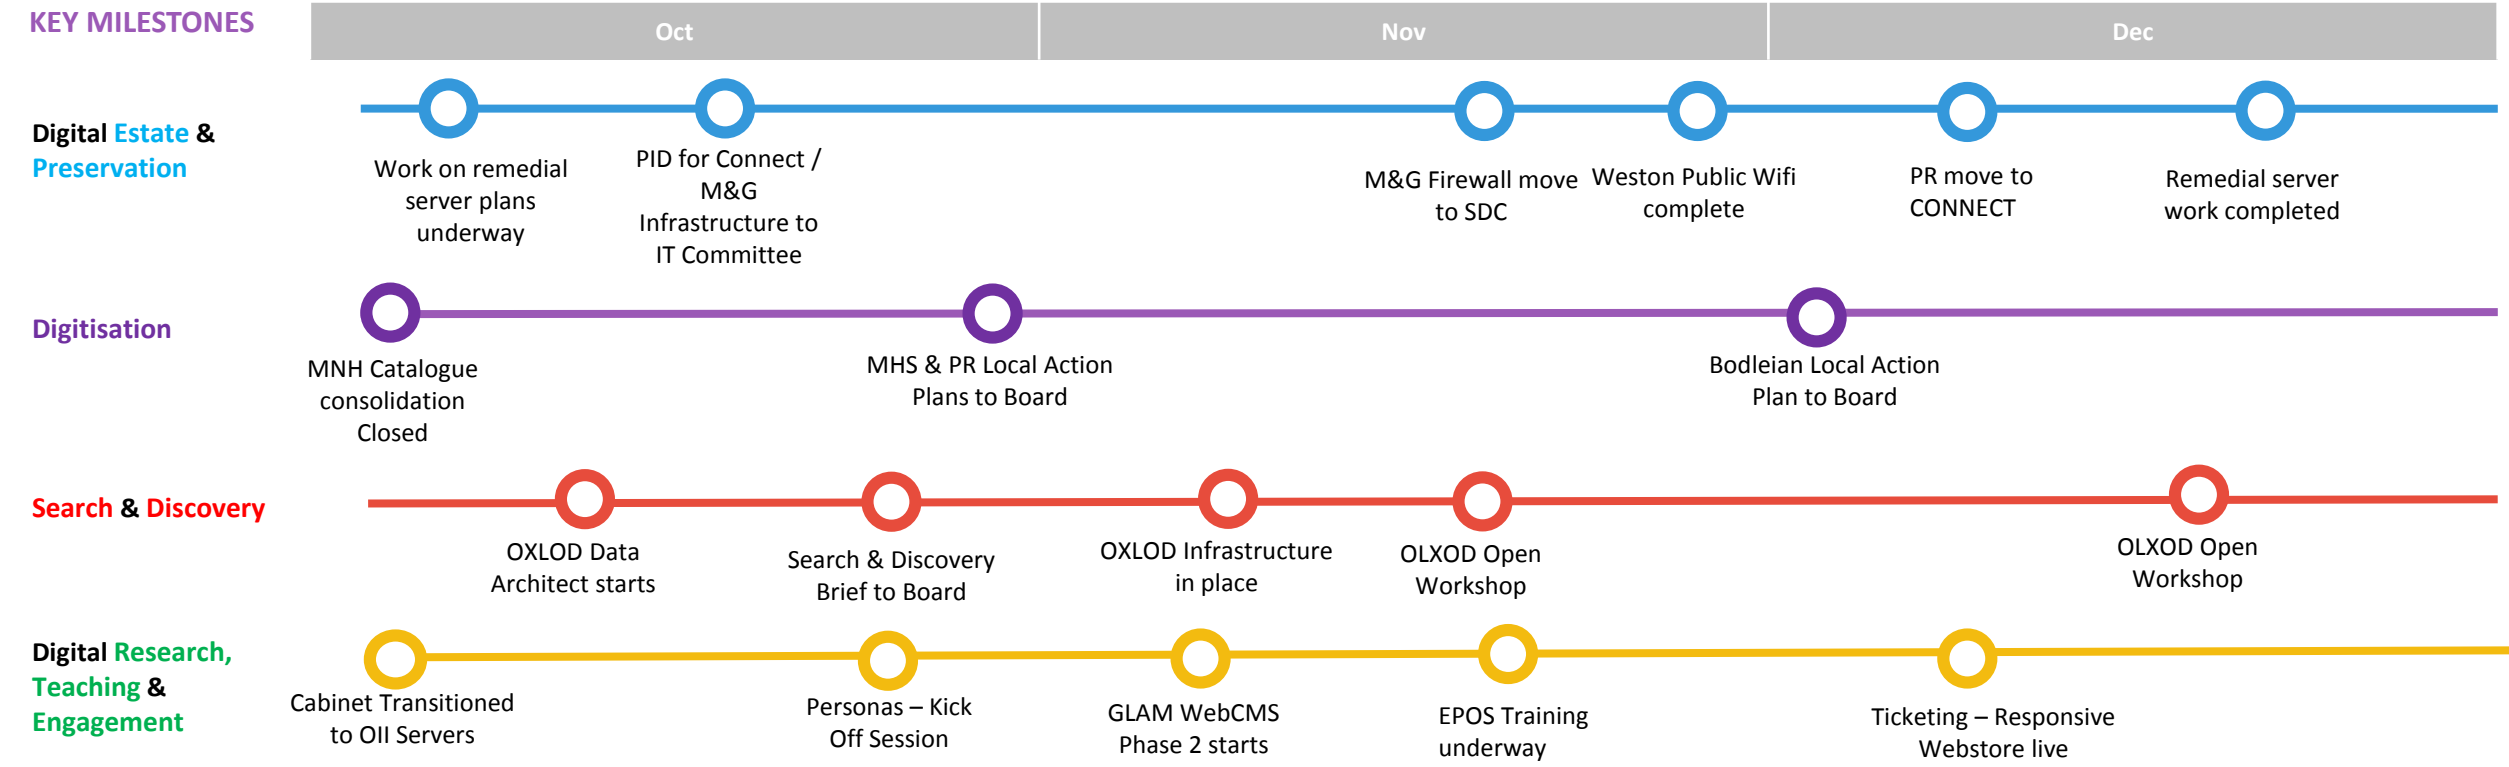 KEY MILESTONES
Oct
Nov
Dec
Digital Estate &
Preservation
Work on remedial
server plans
underway
PID for Connect /
M&G
Infrastructure to
IT Committee
M&G Firewall move
to SDC
Weston Public Wifi
complete
PR move to
CONNECT
Remedial server
work completed
Digitisation
MNH Catalogue
consolidation
Closed
MHS & PR Local Action
Plans to Board
Bodleian Local Action
Plan to Board
Search & Discovery
OXLOD Data
Architect starts
Search & Discovery
Brief to Board
OXLOD Infrastructure
in place
OLXOD Open
Workshop
OLXOD Open
Workshop
Digital Research,
Teaching &
Engagement
Cabinet Transitioned
to OII Servers
Personas – Kick
Off Session
GLAM WebCMS
Phase 2 starts
EPOS Training
underway
Ticketing – Responsive
Webstore live